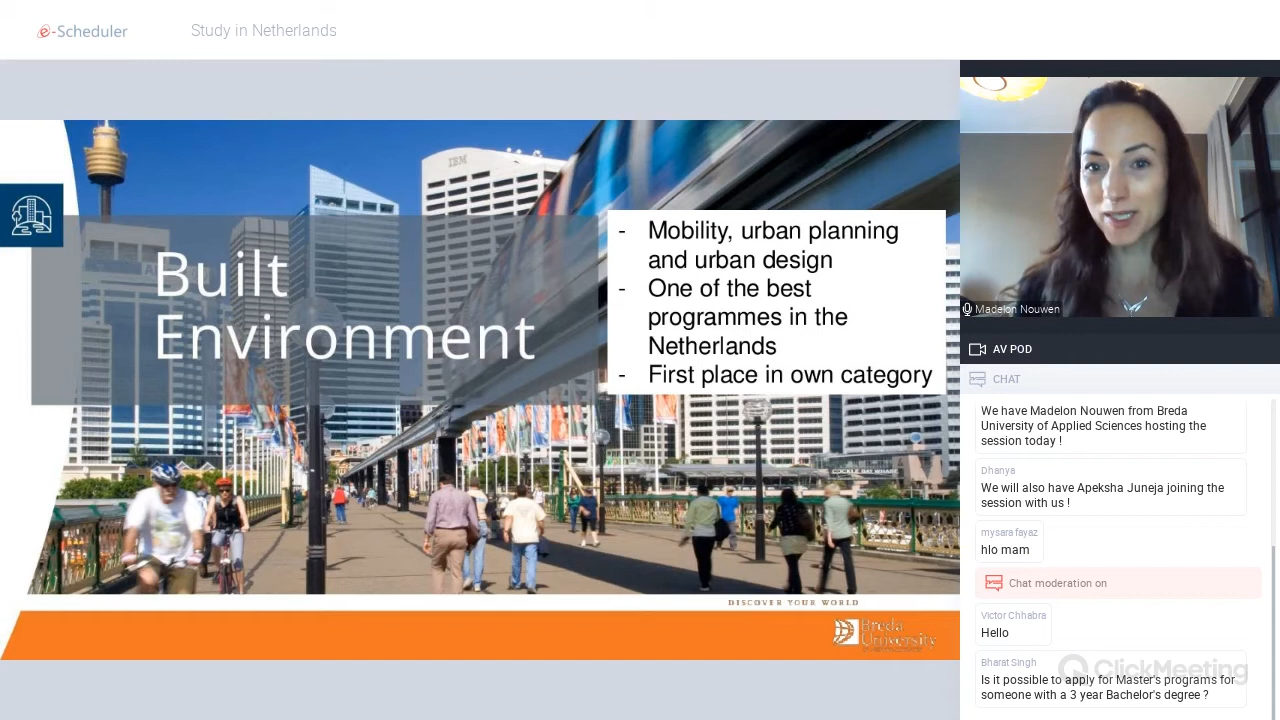 e-Scheduler
Study in Netherlands
IBM
Built
Environment
- Mobility, urban planning
and urban design
- One of the best
programmes in the
Netherlands
- First place in own category
COCKLE BAY WHARF
DISCOVER YOUR WORLD
Breda
University
Madelon Nouwen
AV POD
CHAT
We have Madelon Nouwen from Breda
University of Applied Sciences hosting the
session today !
Dhanya
We will also have Apeksha Juneja joining the
session with us !
mysara fayaz
hlo mam
Chat moderation on
Victor Chhabra
Hello
Bharat Singh
Is it possible to apply for Master's programs for
someone with a 3 year Bachelor's degree ?
ClickMeeting